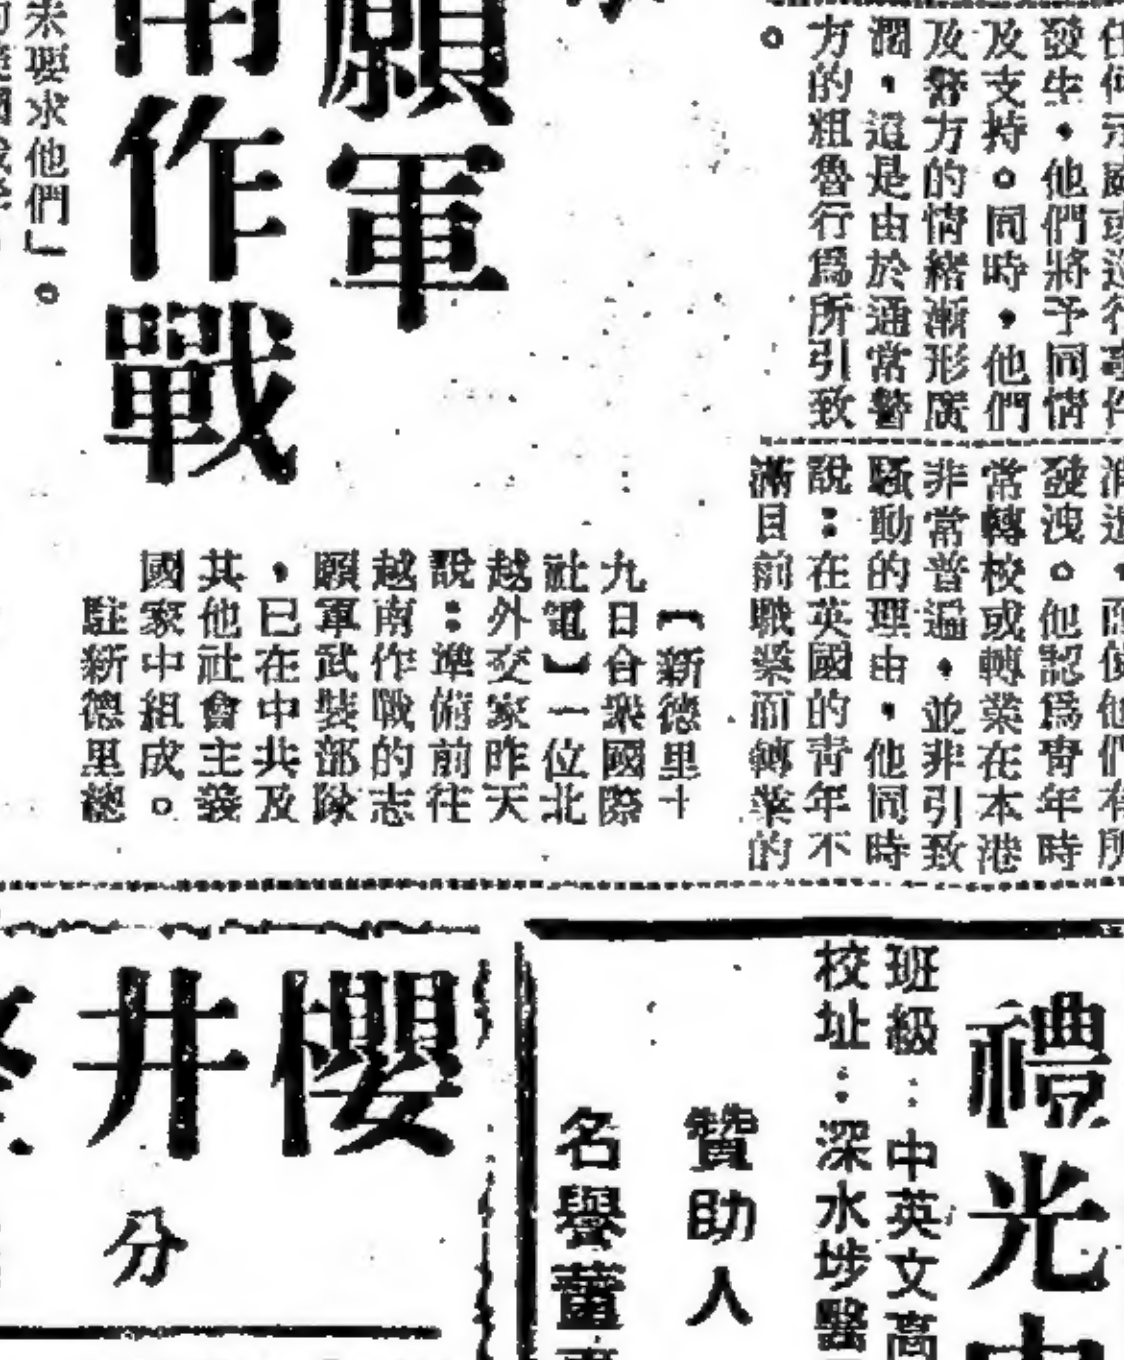 發生，他們將予同情
及支持。同時，他們
及警方的情緒漸形廣
濶，這是由於通常警
方的粗魯行爲所引致
。
發洩。他認爲靑年時
常轉校或轉業在本港
非常普遍，並非引致
騷動的理由，他同時
說：在英國的靑年不
滿目前職業而轉業的
願軍
南作戰
【新德里十
九日合衆國際
社電】一位北
越外交家昨天
說：準備前往
越南作戰的志
願軍武裝部隊
，已在中共及
其他社會主義
國家中組成。
駐新德里總
未要求他們」。
禮光
班級：中英文高
校址：深水埗醫
贊助人
名譽董
櫻井
分